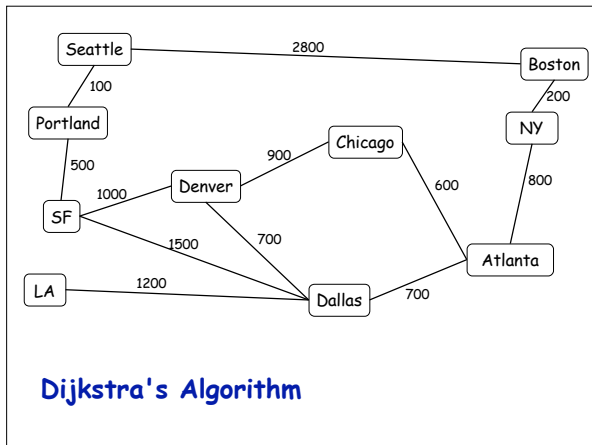 Seattle
2800
Boston
100
200
Portland
NY
Chicago
900
500
Denver
1000
600
800
SF
1500
700
Atlanta
LA
1200
Dallas
700
Dijkstra's Algorithm